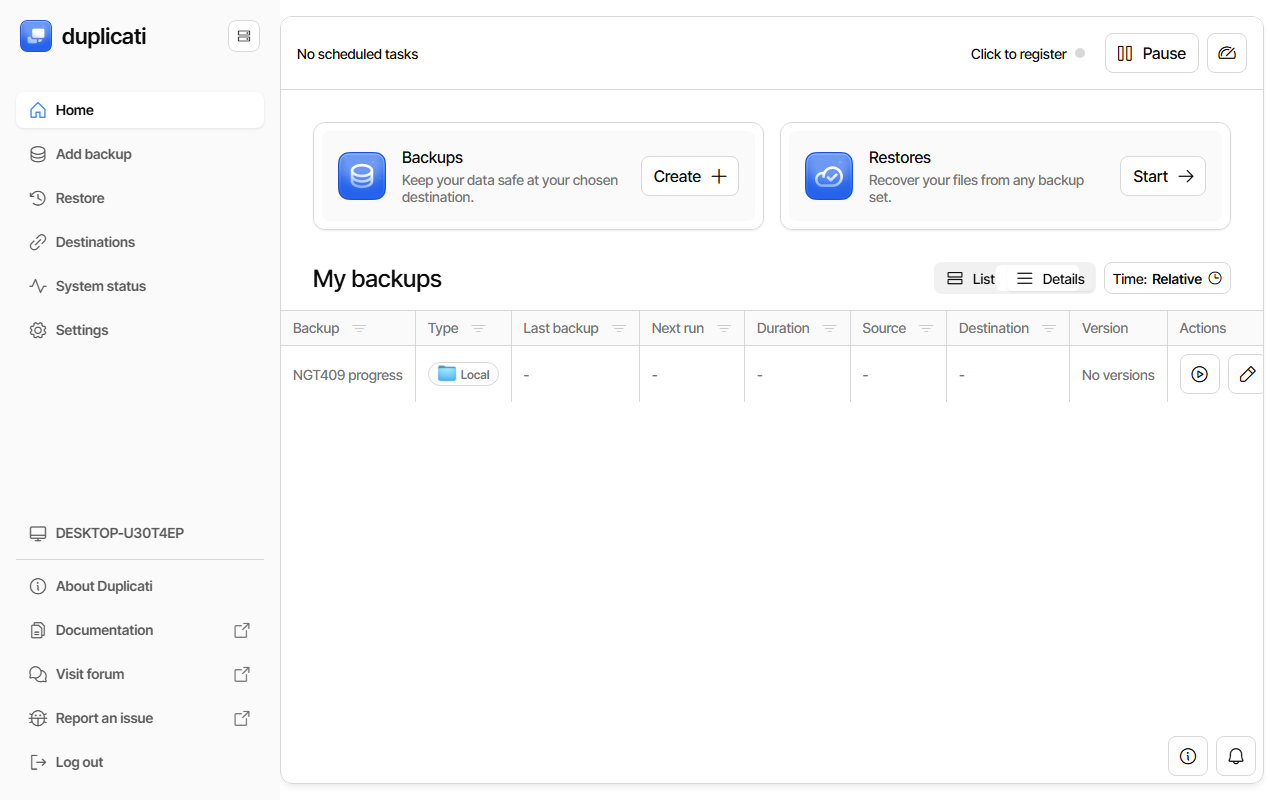 duplicati
Home
Add backup
Restore
Destinations
System status
Settings
DESKTOP-U30T4EP
About Duplicati
Documentation
Visit forum
Report an issue
Log out
No scheduled tasks
Click to register
Pause
Backups
Keep your data safe at your chosen
destination.
Create
Restores
Recover your files from any backup
set.
Start
My backups
List
Details
Time: Relative
Backup Type Last backup Next run Duration Source Destination Version Actions
NGT409 progress Local - - - - - No versions